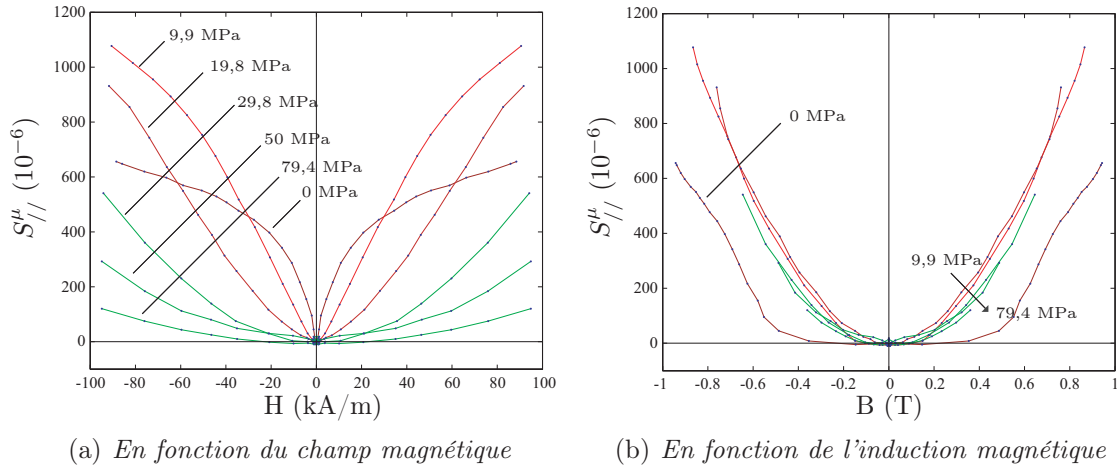 1200
1000
800
600
400
200
0
-100 -80 -60 -40 -20 0 20 40 60 80 100
H (kA/m)
S^μ_// (10^−6)
9,9 MPa
19,8 MPa
29,8 MPa
50 MPa
79,4 MPa
0 MPa
(a) En fonction du champ magnétique
1200
1000
800
600
400
200
0
-1 -0.8 -0.6 -0.4 -0.2 0 0.2 0.4 0.6 0.8 1
B (T)
S^μ_// (10^−6)
0 MPa
9,9 MPa
79,4 MPa
(b) En fonction de l'induction magnétique